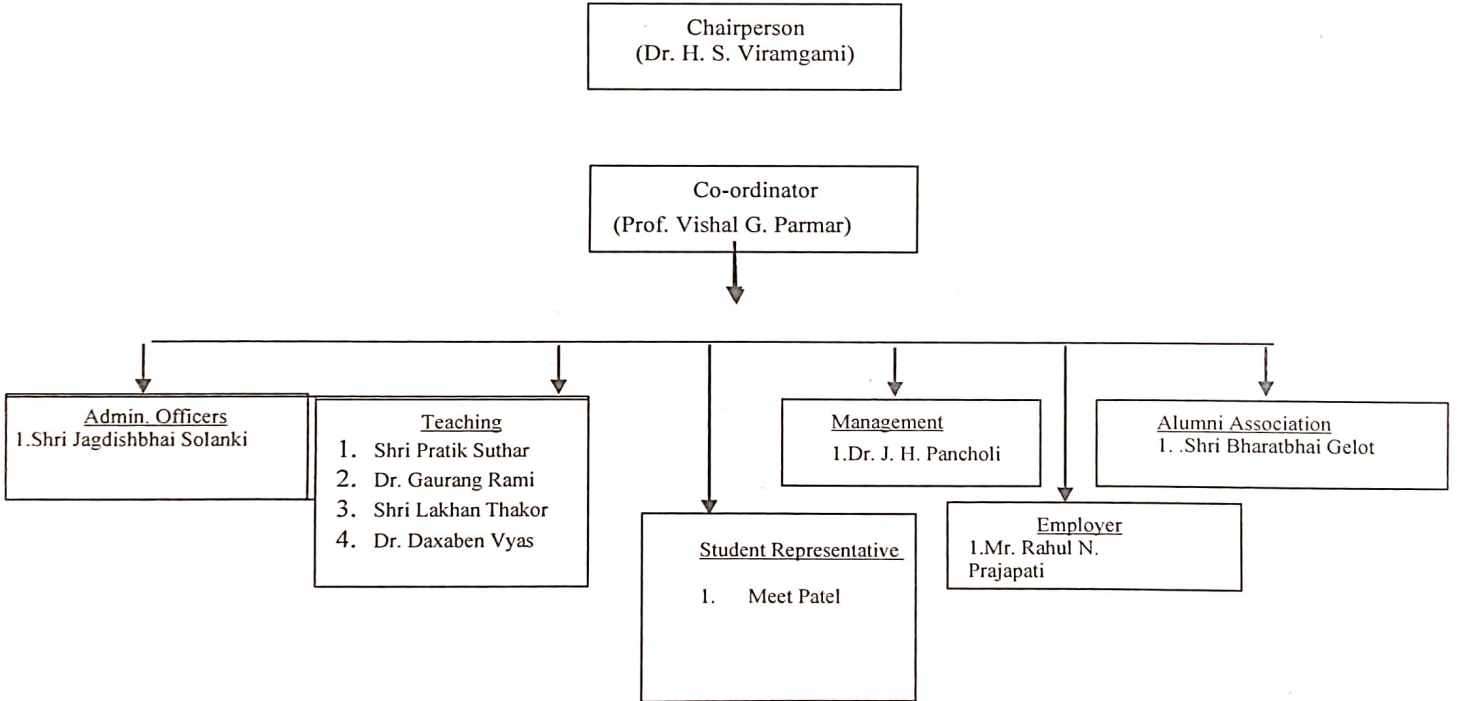 Chairperson
(Dr. H. S. Viramgami)
Co-ordinator
(Prof. Vishal G. Parmar)
Admin. Officers
1.Shri Jagdishbhai Solanki
Teaching
1. Shri Pratik Suthar
2. Dr. Gaurang Rami
3. Shri Lakhan Thakor
4. Dr. Daxaben Vyas
Student Representative
1. Meet Patel
Management
1.Dr. J. H. Pancholi
Employer
1.Mr. Rahul N.
Prajapati
Alumni Association
1. .Shri Bharatbhai Gelot